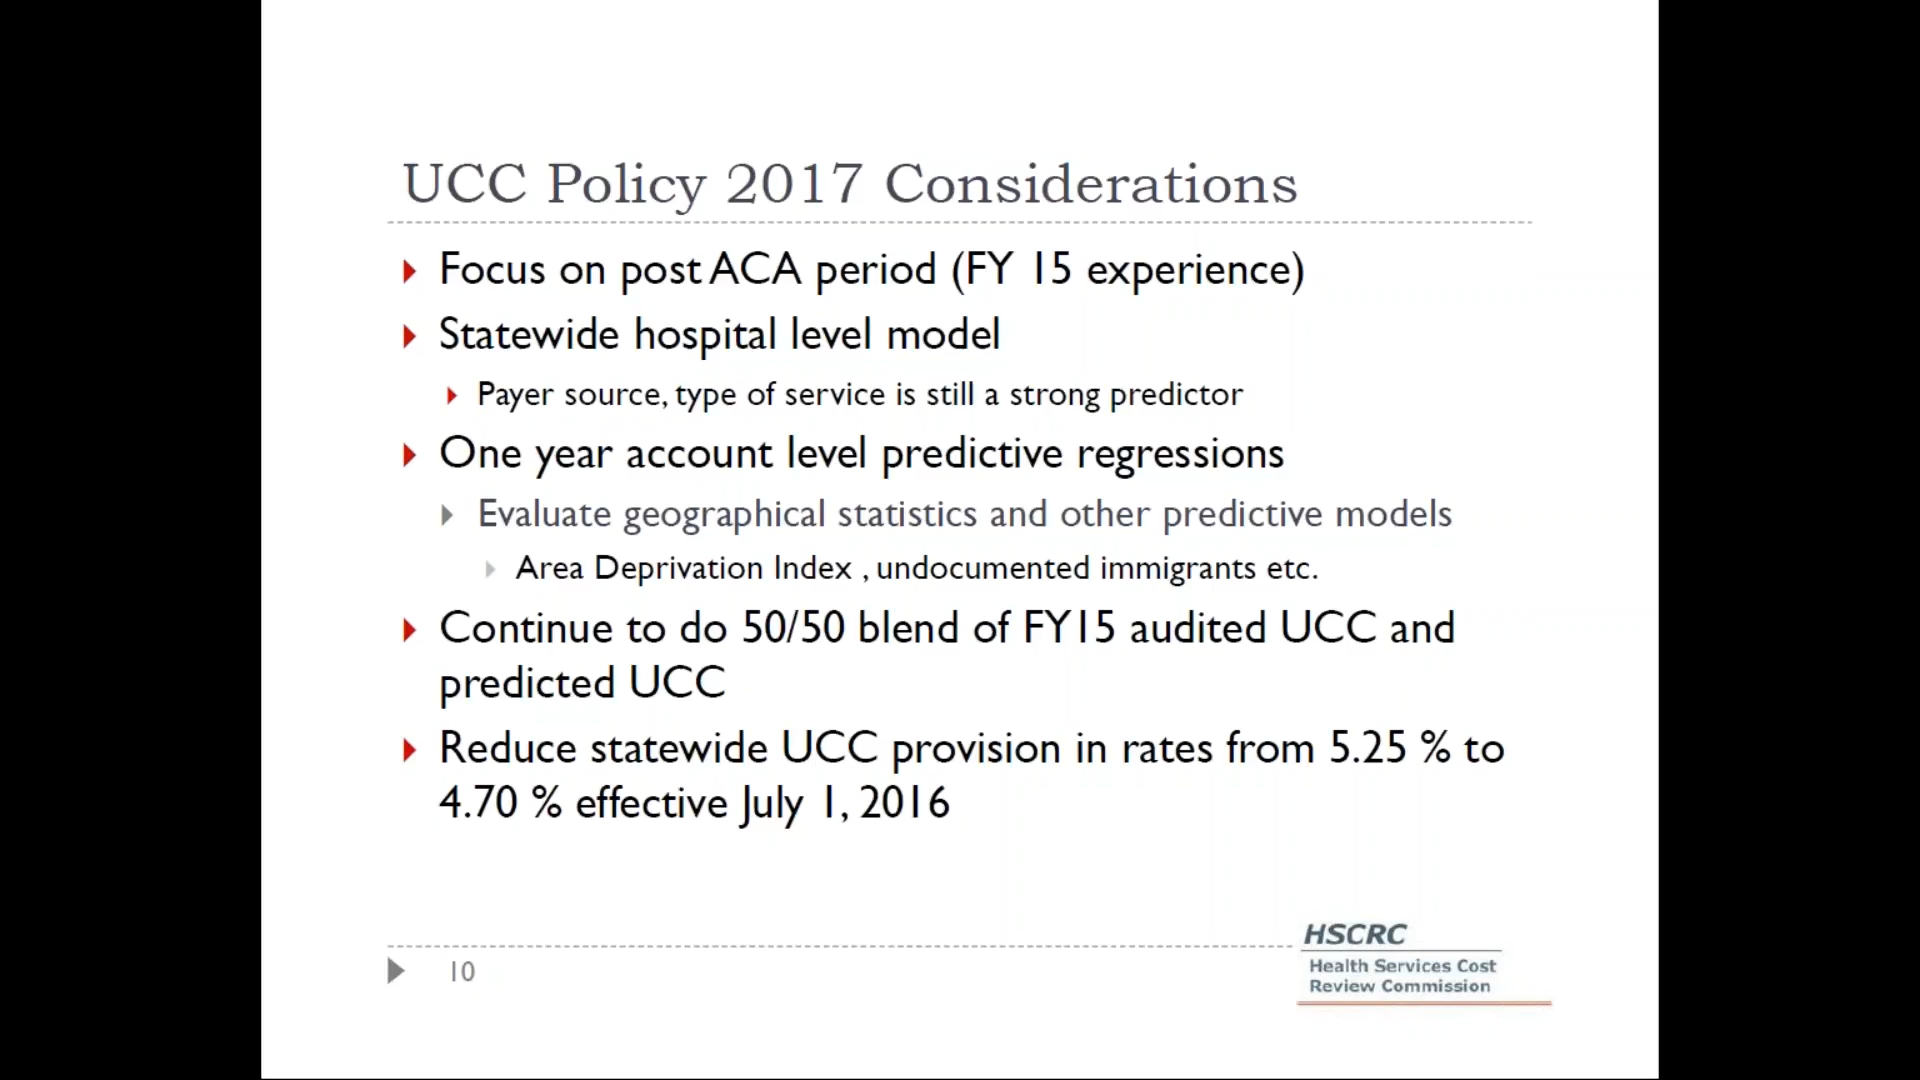 UCC Policy 2017 Considerations
Focus on post ACA period (FY 15 experience)
Statewide hospital level model
Payer source, type of service is still a strong predictor
One year account level predictive regressions
Evaluate geographical statistics and other predictive models
Area Deprivation Index , undocumented immigrants etc.
Continue to do 50/50 blend of FY15 audited UCC and
predicted UCC
Reduce statewide UCC provision in rates from 5.25 % to
4.70 % effective July 1, 2016
10
HSCRC
Health Services Cost
Review Commission